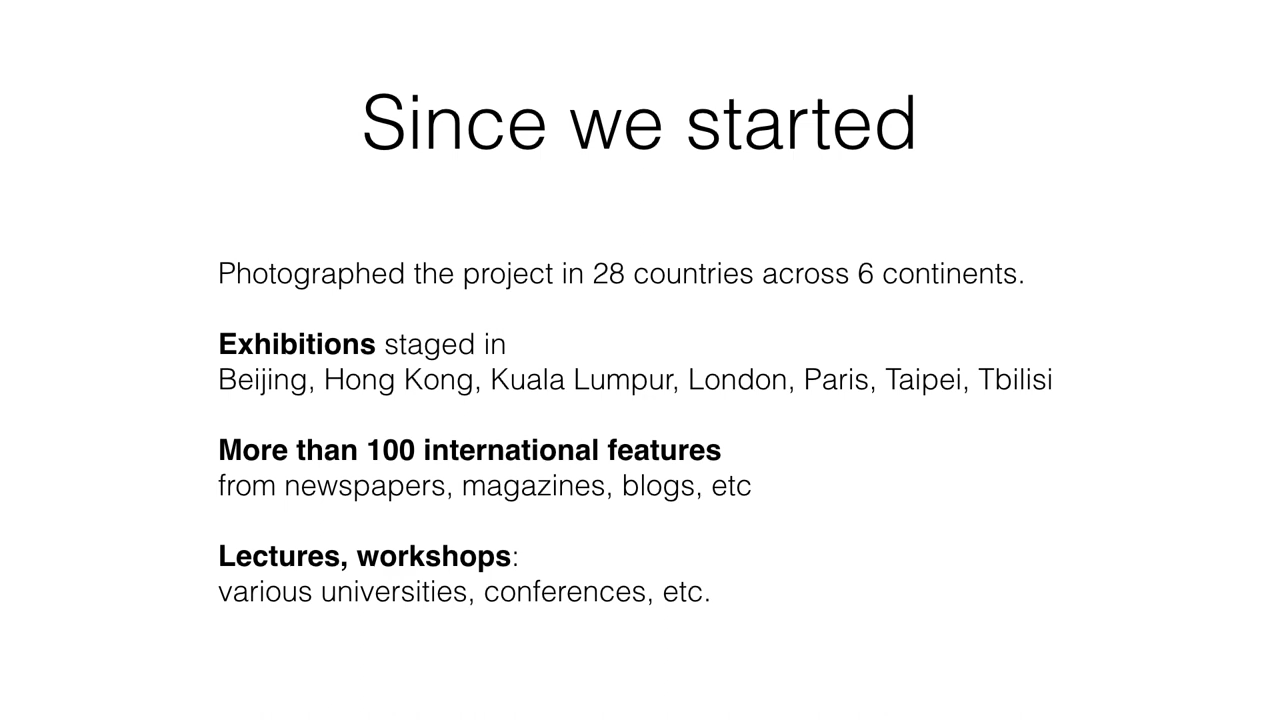 Since we started
Photographed the project in 28 countries across 6 continents.
Exhibitions staged in
Beijing, Hong Kong, Kuala Lumpur, London, Paris, Taipei, Tbilisi
More than 100 international features
from newspapers, magazines, blogs, etc
Lectures, workshops:
various universities, conferences, etc.